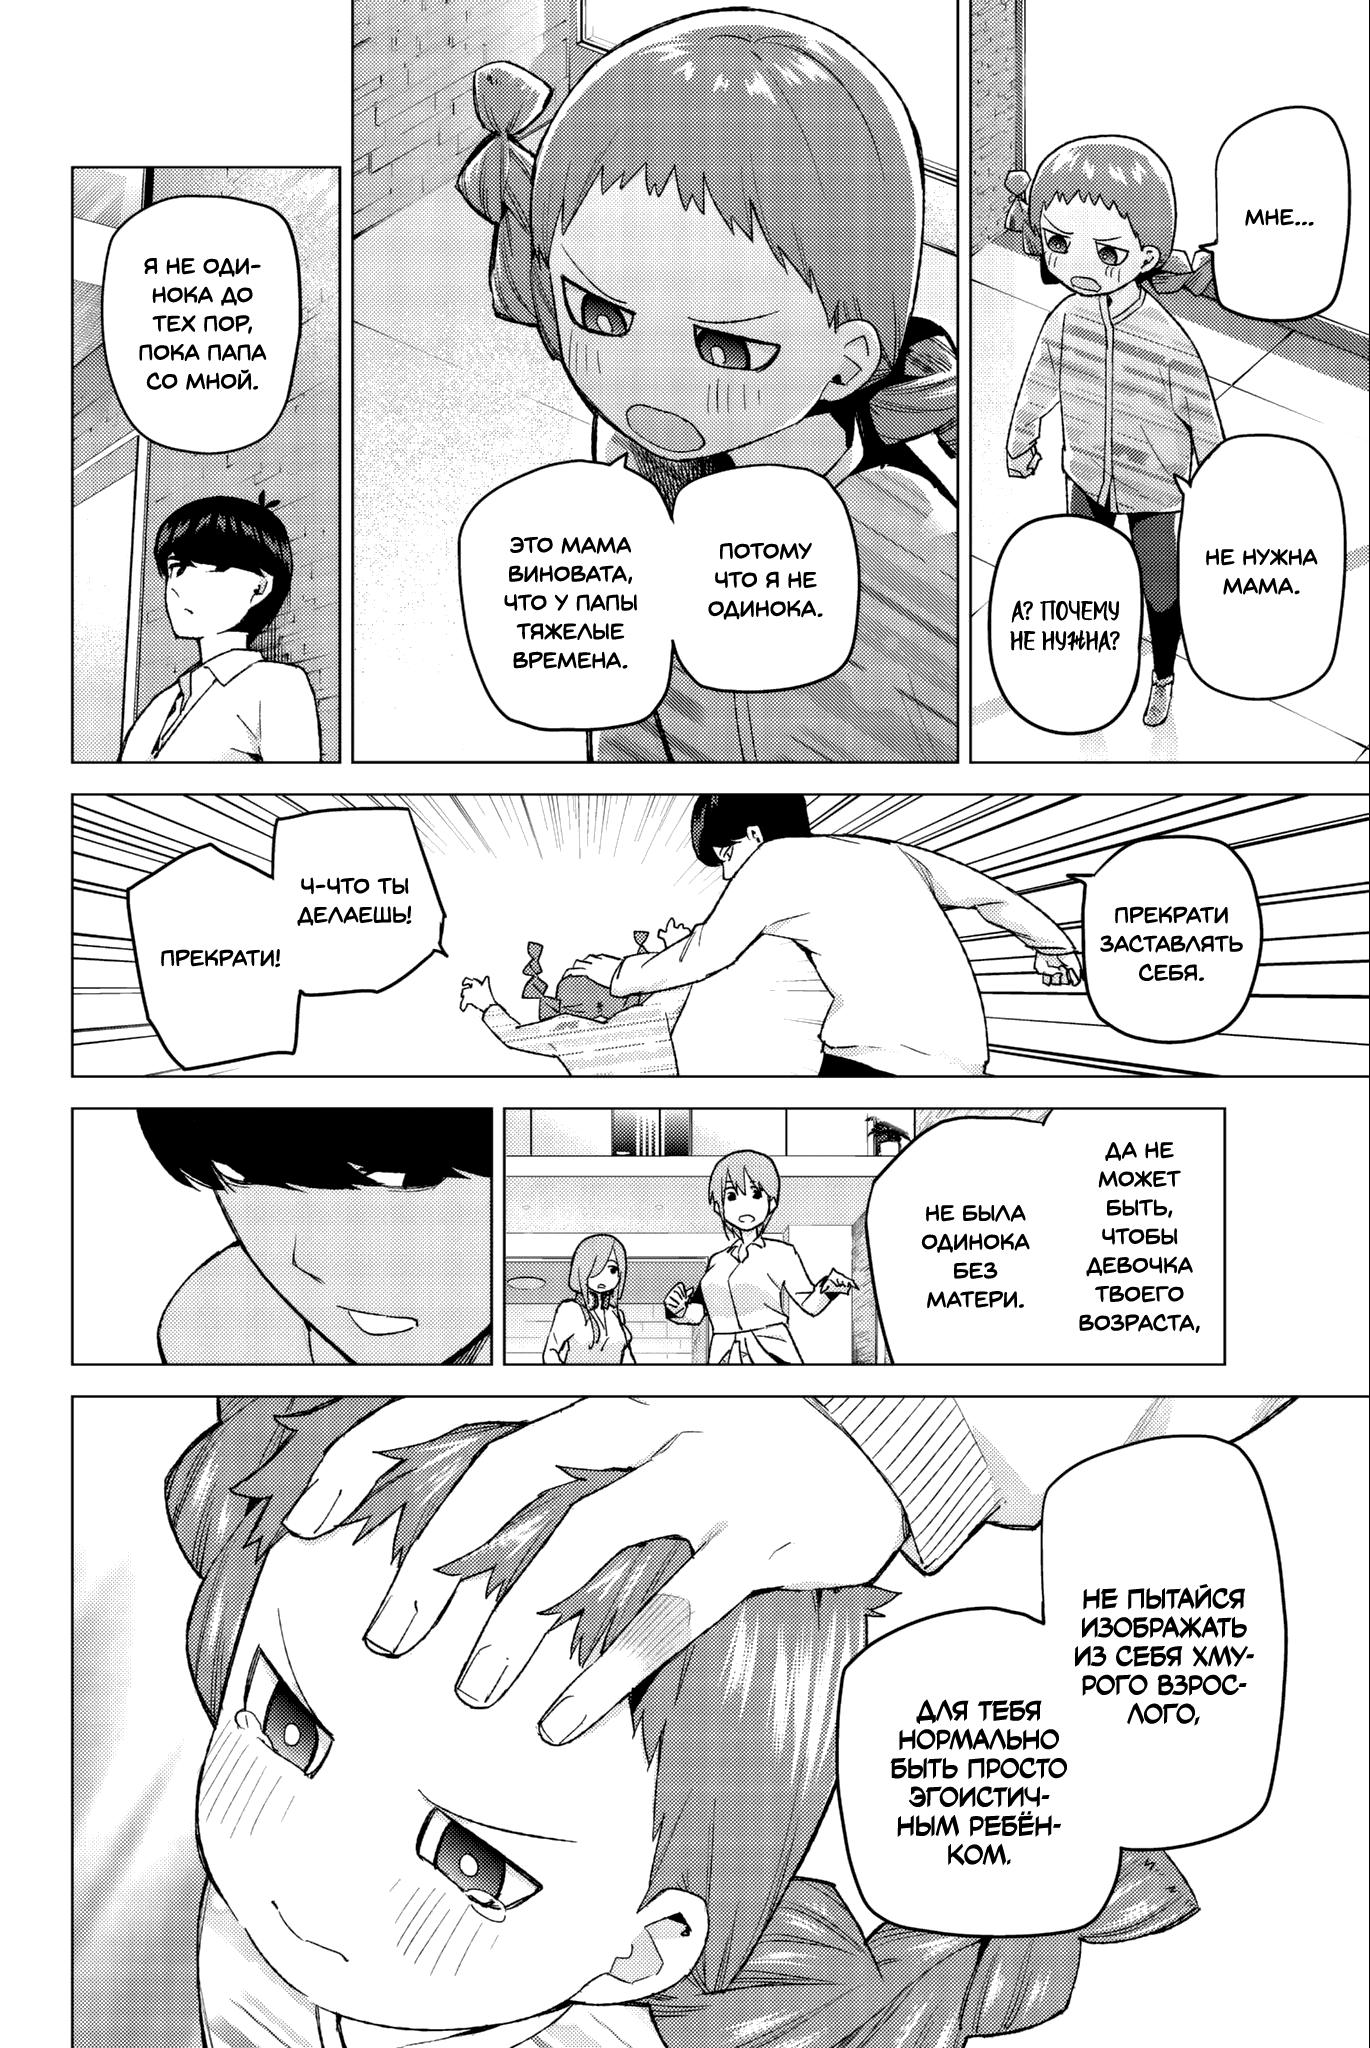 МНЕ...
НЕ НУЖНА
МАМА.
А? ПОЧЕМУ
НЕ НУЖНА?
ПОТОМУ
ЧТО Я НЕ
ОДИНОКА.
ЭТО МАМА
ВИНОВАТА,
ЧТО У ПАПЫ
ТЯЖЕЛЫЕ
ВРЕМЕНА.
Я НЕ ОДИ-
НОКА ДО
ТЕХ ПОР,
ПОКА ПАПА
СО МНОЙ.
ПРЕКРАТИ
ЗАСТАВЛЯТЬ
СЕБЯ.
Ч-ЧТО ТЫ
ДЕЛАЕШЬ!
ПРЕКРАТИ!
ДА НЕ
МОЖЕТ
БЫТЬ,
ЧТОБЫ
ДЕВОЧКА
ТВОЕГО
ВОЗРАСТА,
НЕ БЫЛА
ОДИНОКА
БЕЗ
МАТЕРИ.
НЕ ПЫТАЙСЯ
ИЗОБРАЖАТЬ
ИЗ СЕБЯ ХМУ-
РОГО ВЗРОС-
ЛОГО,
ДЛЯ ТЕБЯ
НОРМАЛЬНО
БЫТЬ ПРОСТО
ЭГОИСТИЧ-
НЫМ РЕБЁН-
КОМ.